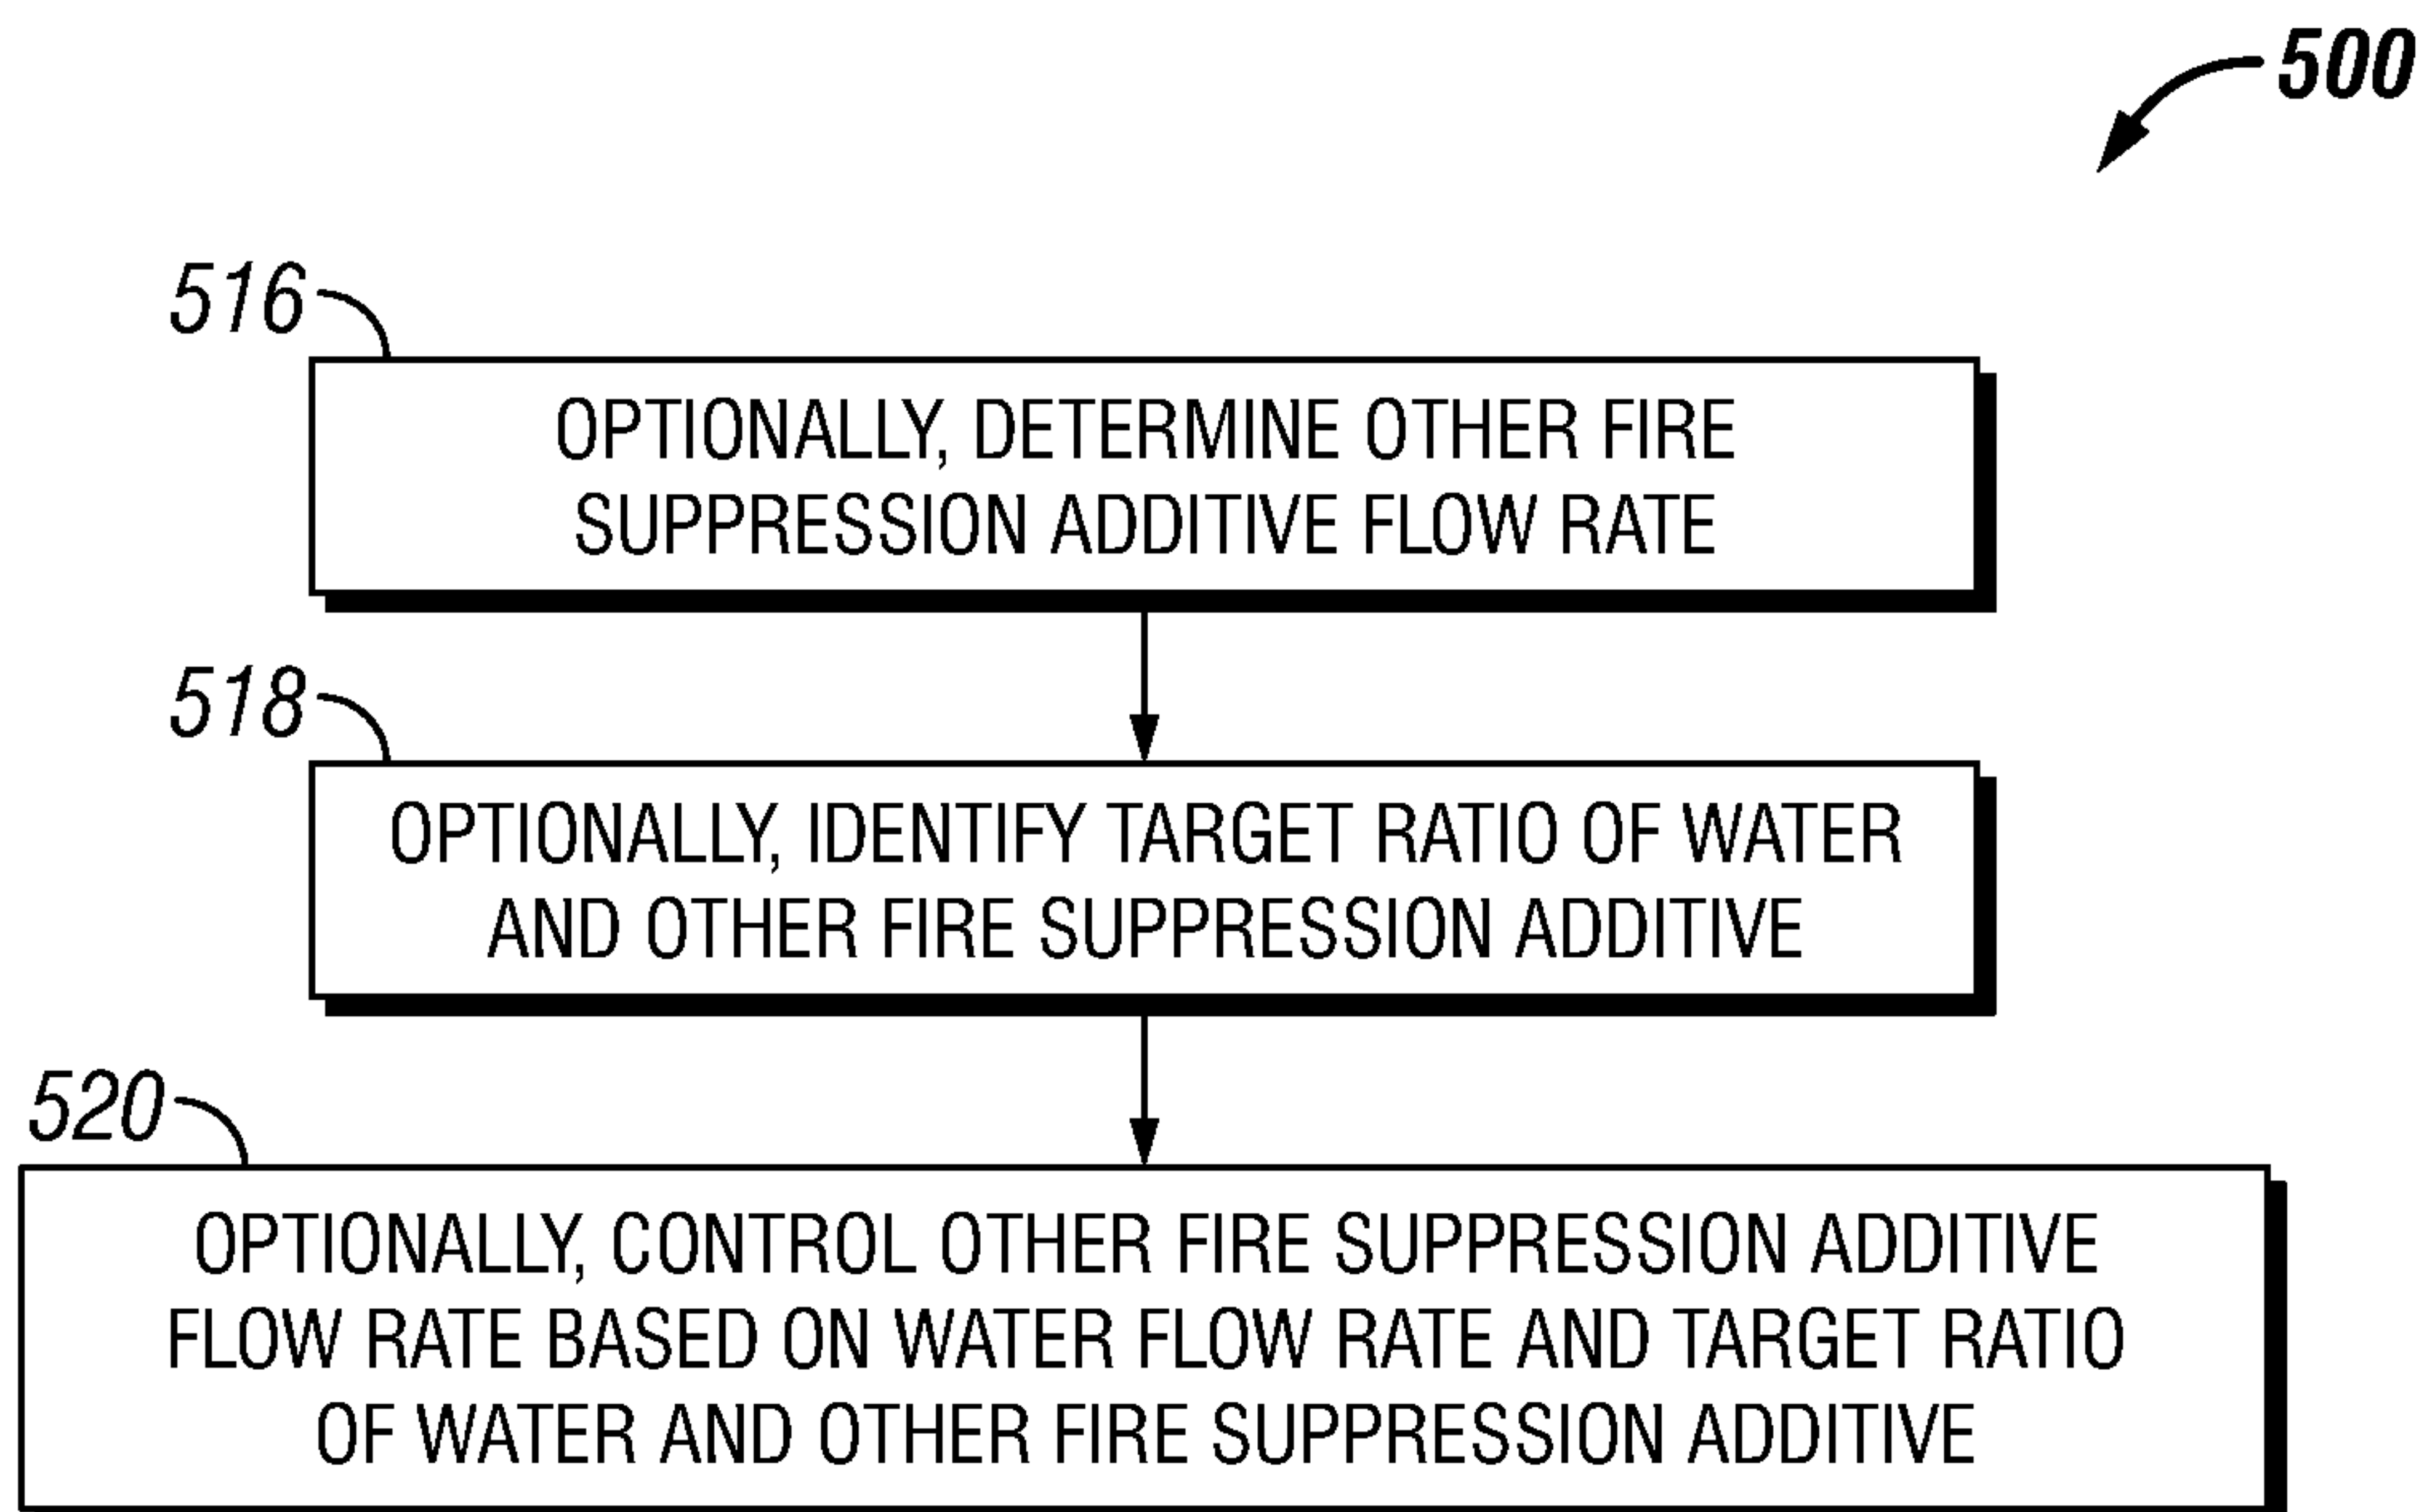 500
516
OPTIONALLY, DETERMINE OTHER FIRE
SUPPRESSION ADDITIVE FLOW RATE
518
OPTIONALLY, IDENTIFY TARGET RATIO OF WATER
AND OTHER FIRE SUPPRESSION ADDITIVE
520
OPTIONALLY, CONTROL OTHER FIRE SUPPRESSION ADDITIVE
FLOW RATE BASED ON WATER FLOW RATE AND TARGET RATIO
OF WATER AND OTHER FIRE SUPPRESSION ADDITIVE